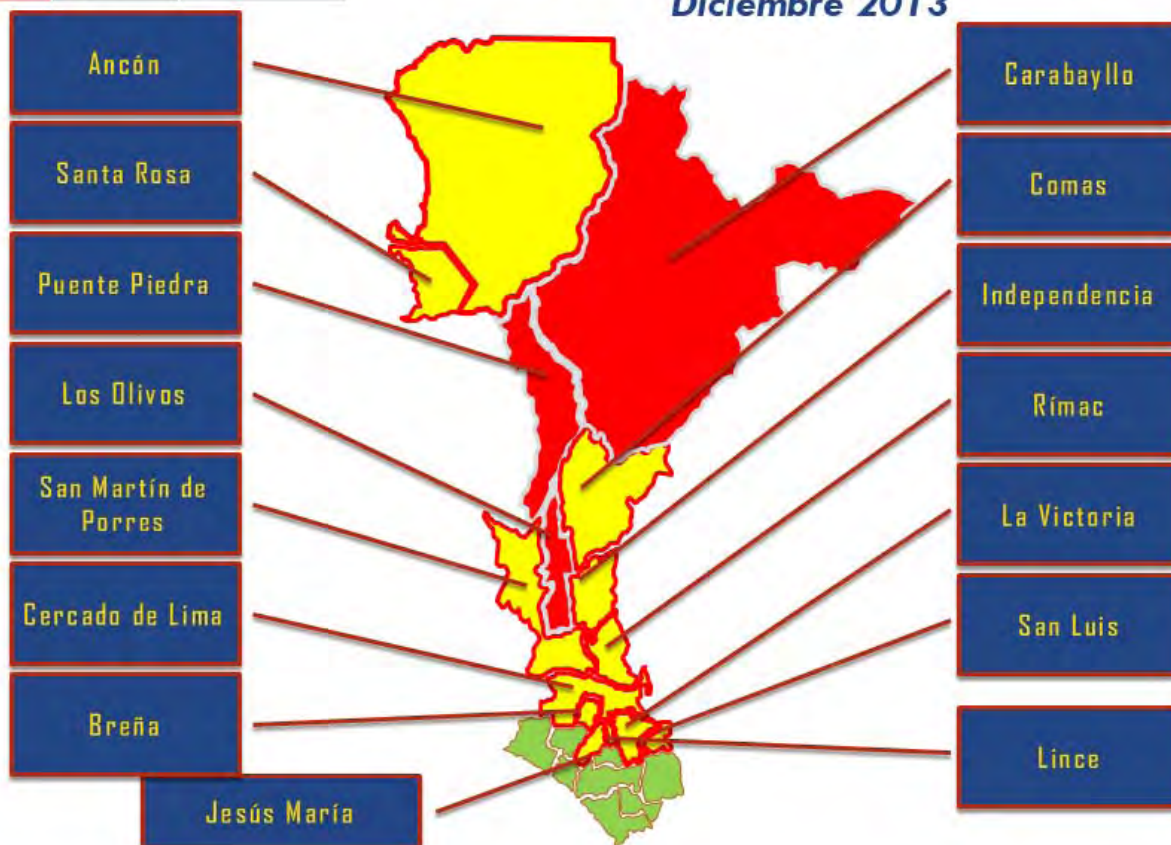 Diciembre 2013
Ancón
Santa Rosa
Puente Piedra
Los Olivos
San Martín de
Porres
Cercado de Lima
Breña
Jesús María
Carabayllo
Comas
Independencia
Rímac
La Victoria
San Luis
Lince